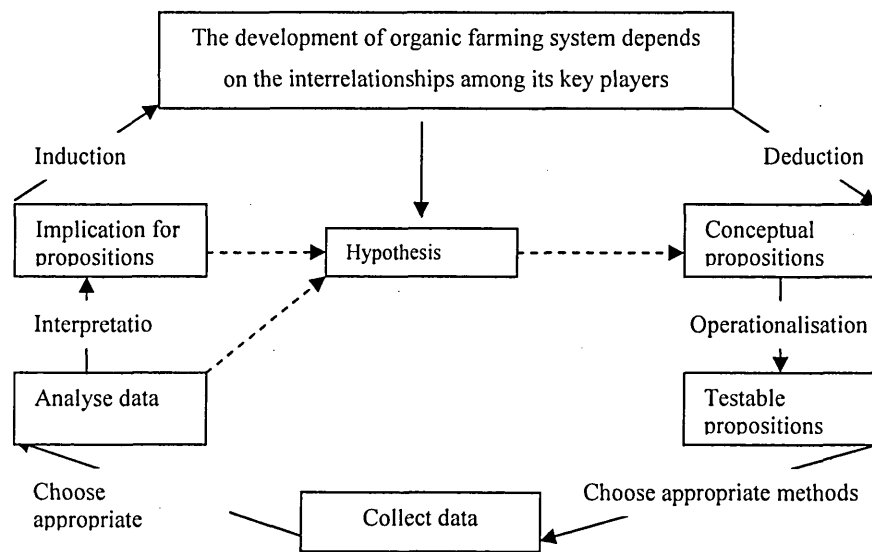 The development of organic farming system depends
on the interrelationships among its key players
Induction
Deduction
Implication for
propositions
Hypothesis
Conceptual
propositions
Interpretatio
Operationalisation
Analyse data
Testable
propositions
Choose
appropriate
Collect data
Choose appropriate methods